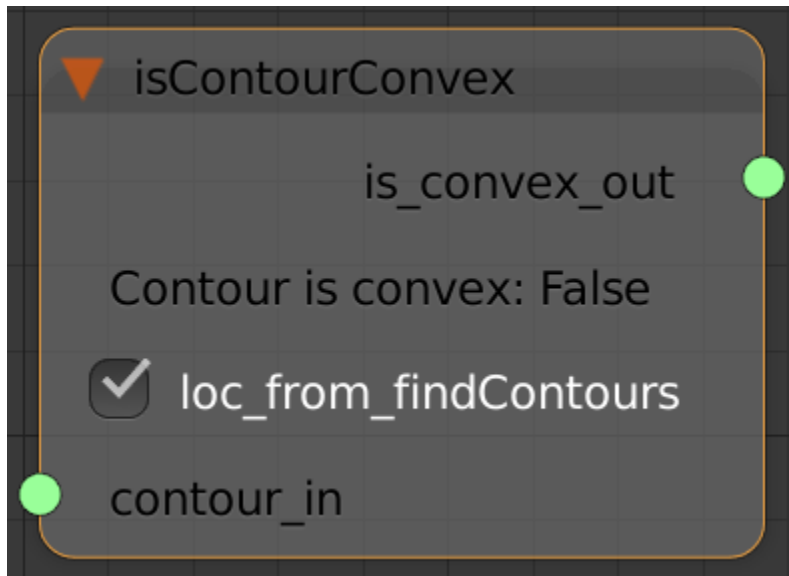 isContourConvex
is_convex_out
Contour is convex: False
loc_from_findContours
contour_in